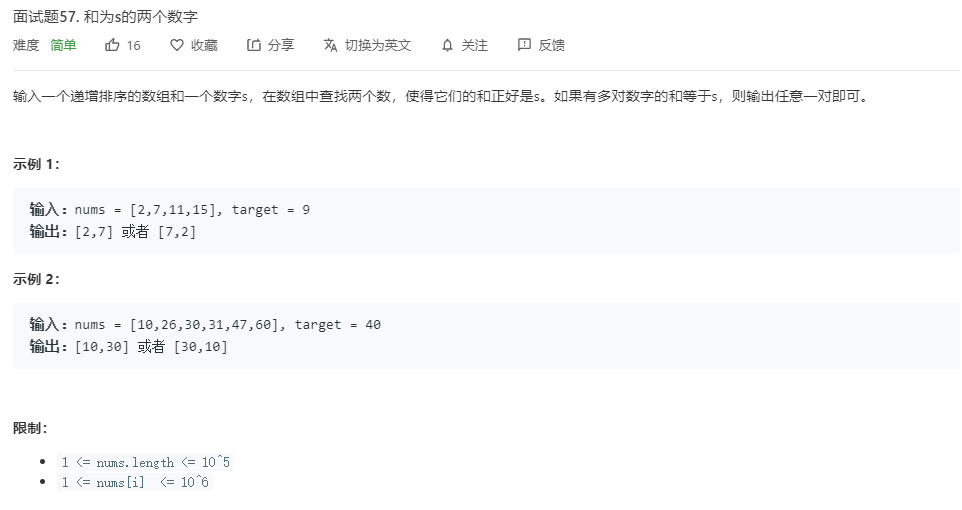 面试题57. 和为s的两个数字
难度 简单 16 收藏 分享 切换为英文 关注 反馈
输入一个递增排序的数组和一个数字s，在数组中查找两个数，使得它们的和正好是s。如果有多对数字的和等于s，则输出任意一对即可。
示例 1：
输入：nums = [2,7,11,15], target = 9
输出：[2,7] 或者 [7,2]
示例 2：
输入：nums = [10,26,30,31,47,60], target = 40
输出：[10,30] 或者 [30,10]
限制：
1 <= nums.length <= 10^5
1 <= nums[i] <= 10^6